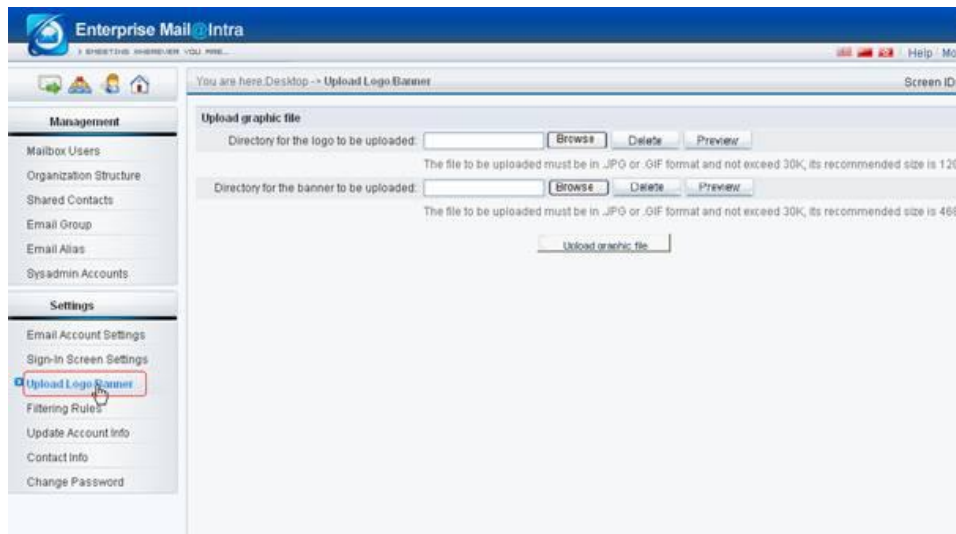 Enterprise Mail@Intra
Help
You are here:Desktop -> Upload Logo/Banner
Screen ID
Management
Mailbox Users
Organization Structure
Shared Contacts
Email Group
Email Alias
Sysadmin Accounts
Settings
Email Account Settings
Sign-In Screen Settings
Upload Logo/Banner
Filtering Rules
Update Account Info
Contact Info
Change Password
Upload graphic file
Directory for the logo to be uploaded: Browse Delete Preview
The file to be uploaded must be in .JPG or .GIF format and not exceed 30K, its recommended size is
Directory for the banner to be uploaded: Browse Delete Preview
The file to be uploaded must be in .JPG or .GIF format and not exceed 30K, its recommended size is
Upload graphic file